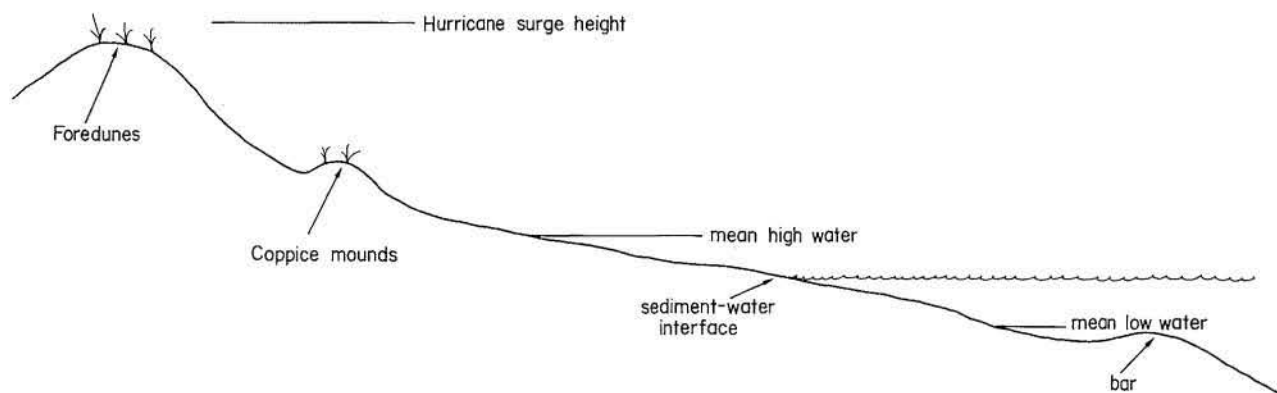 Hurricane surge height
Foredunes
Coppice mounds
mean high water
sediment-water
interface
mean low water
bar